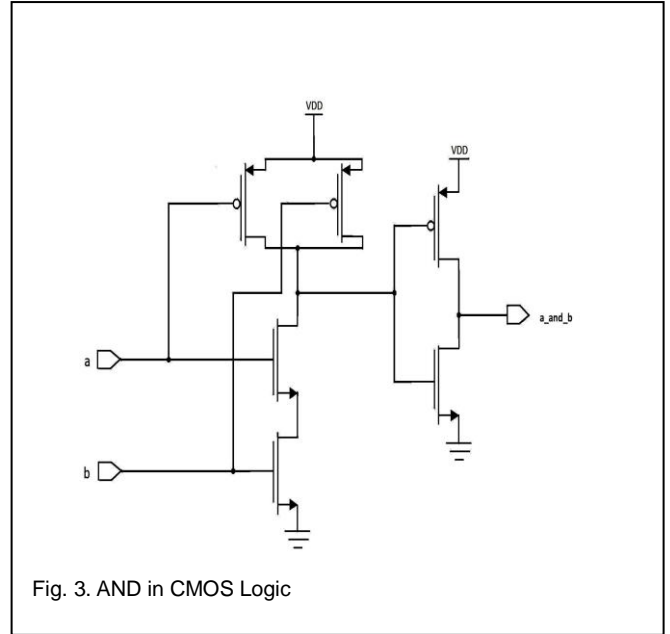 VDD
VDD
a
a_and_b
b
Fig. 3. AND in CMOS Logic